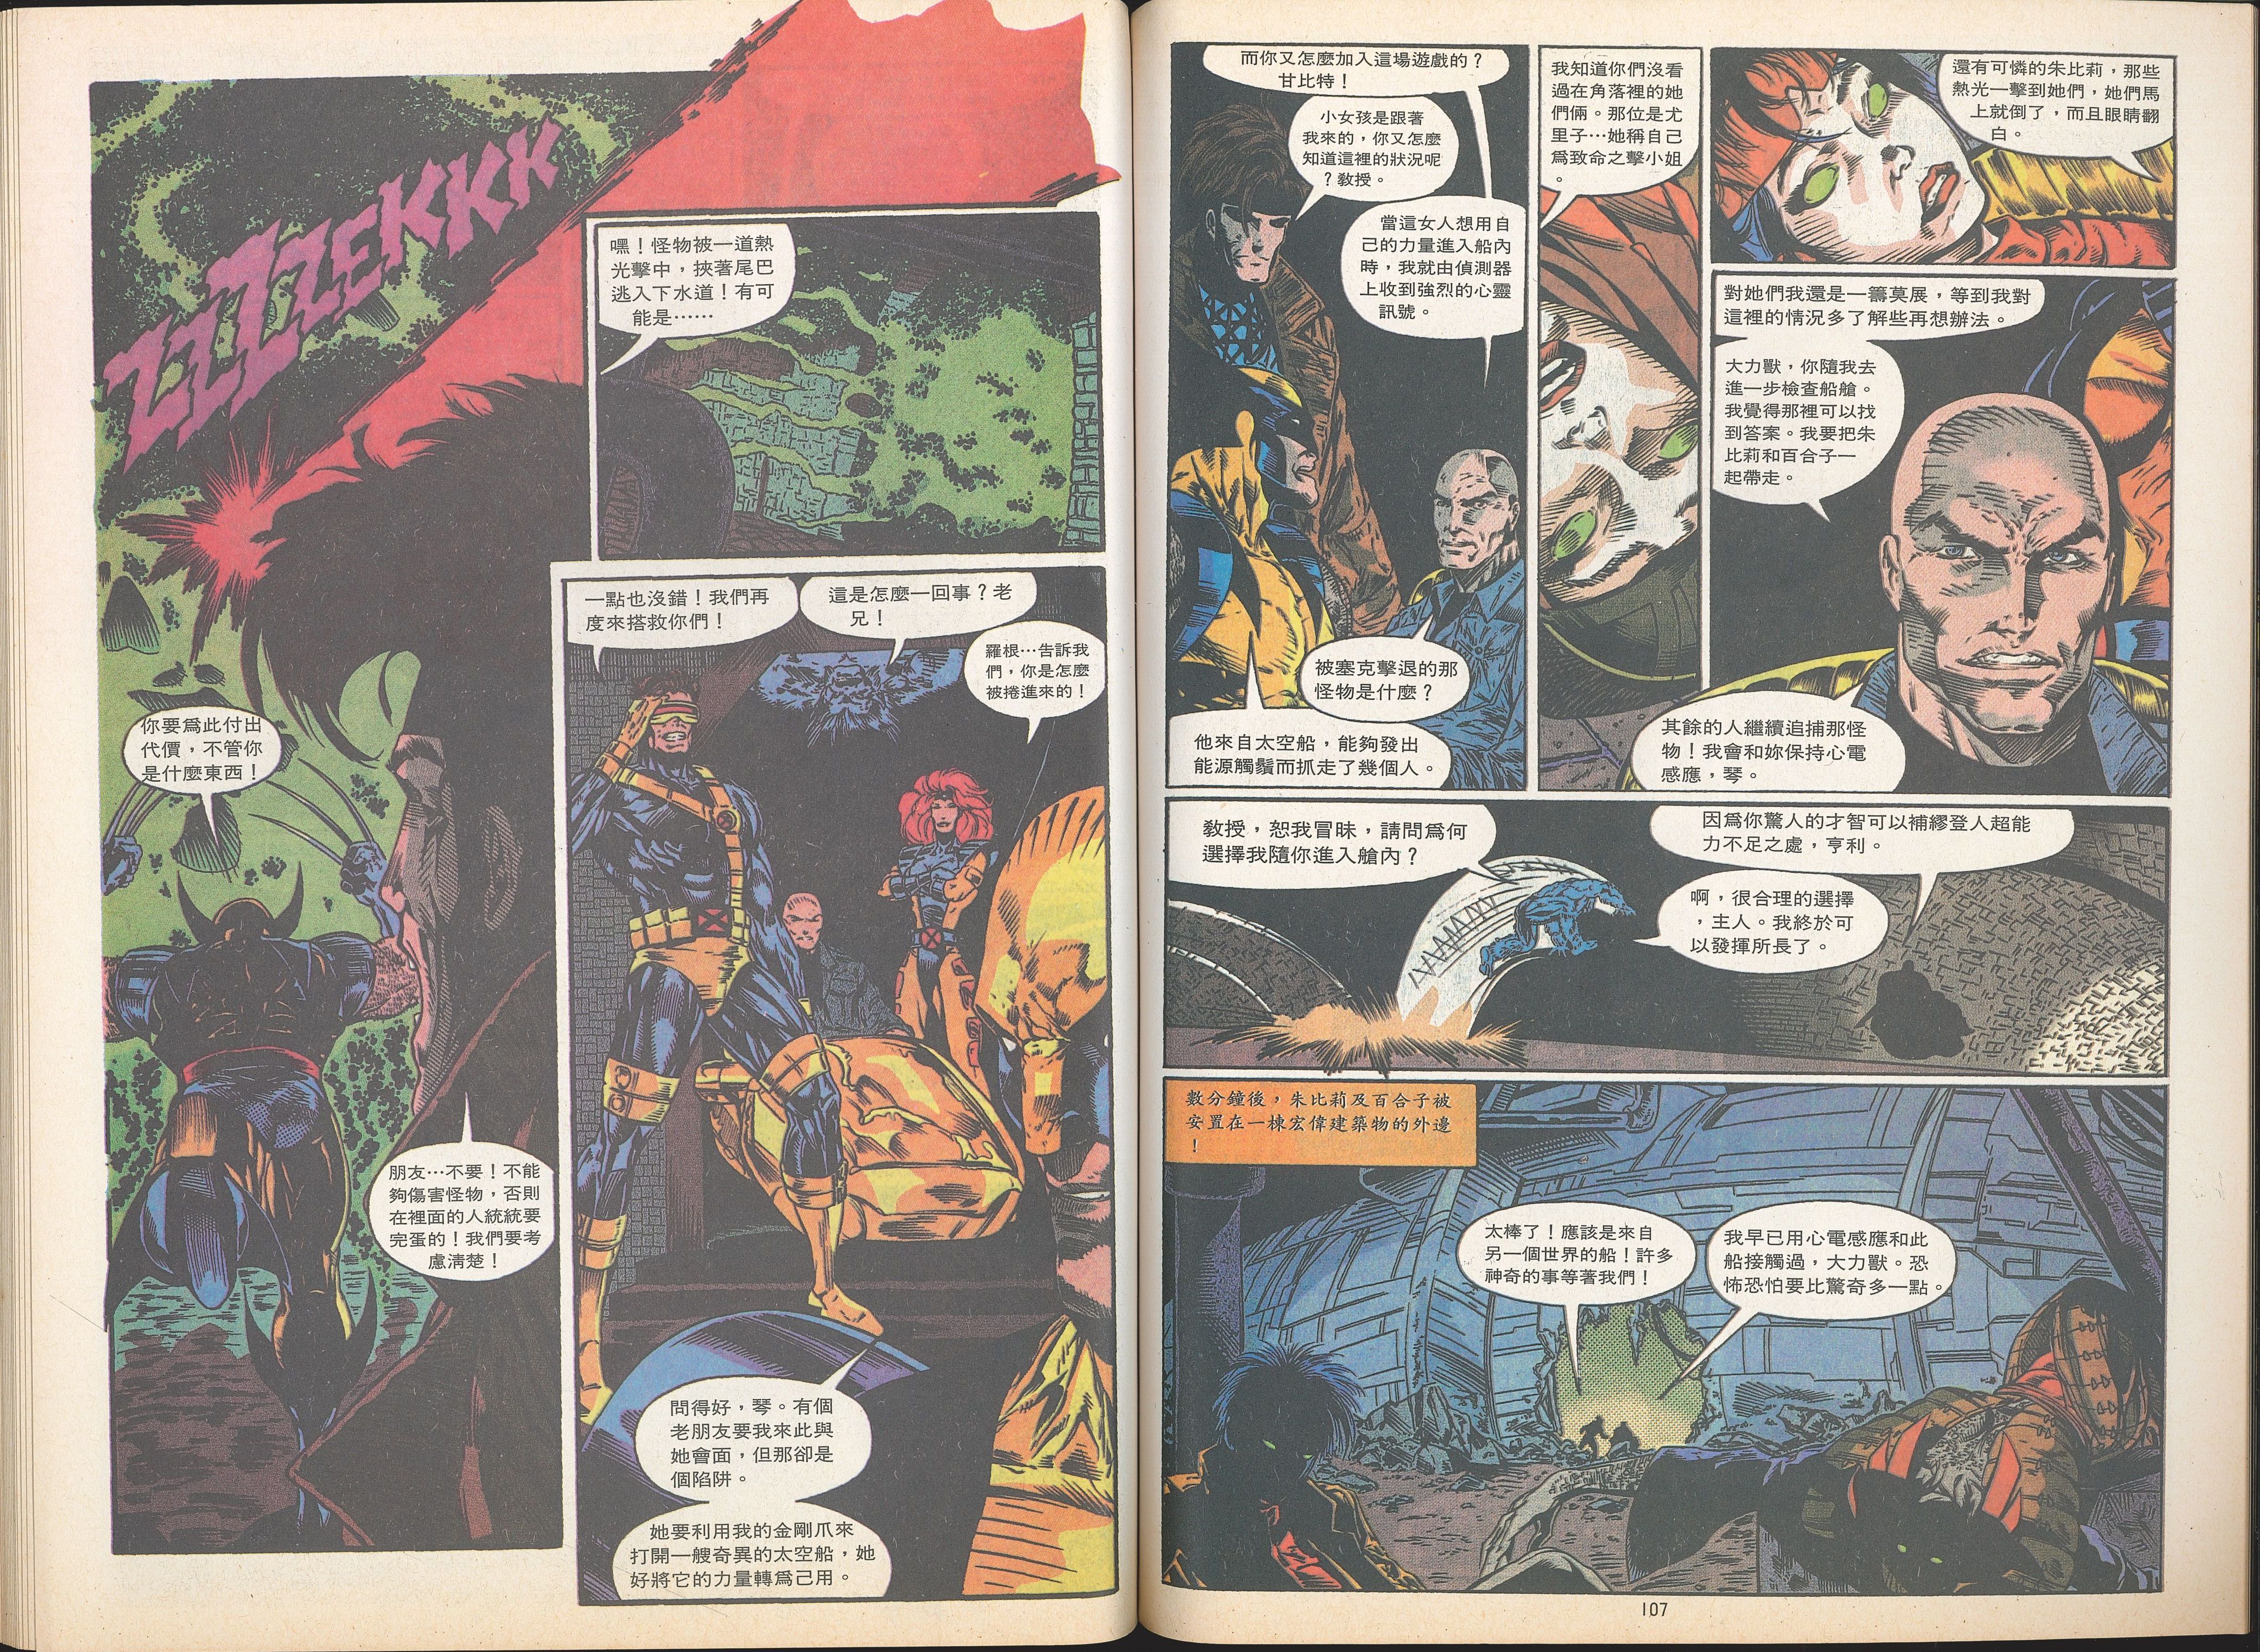 ZZZZZZEKKKK
你要為此付出
代價，不管你
是什麼東西！
朋友…不要！不能
夠傷害怪物，否則
在裡面的人統統要
完蛋的！我們要考
慮淸楚！
嘿！怪物被一道熱
光擊中，挾著尾巴
逃入下水道！有可
能是……
一點也沒錯！我們再
度來搭救你們！
這是怎麼一回事？老
兄！
羅根…告訴我
們，你是怎麼
被捲進來的！
問得好，琴。有個
老朋友要我來此與
她會面，但那卻是
個陷阱。
她要利用我的金剛爪來
打開一艘奇異的太空船，她
好將它的力量轉為己用。
而你又怎麼加入這場遊戲的？
甘比特！
小女孩是跟著
我來的，你又怎麼
知道這裡的狀況呢
？教授。
當這女人想用自
己的力量進入船內
時，我就由偵測器
上收到強烈的心靈
訊號。
被塞克擊退的那
怪物是什麼？
他來自太空船，能夠發出
能源觸鬚而抓走了幾個人。
我知道你們沒看
過在角落裡的她
們倆。那位是尤
里子…她稱自己
為致命之擊小姐
。
還有可憐的朱比莉，那些
熱光一擊到她們，她們馬
上就倒了，而且眼睛翻
白。
對她們我還是一籌莫展，等到我對
這裡的情況多了解些再想辦法。
大力獸，你隨我去
進一步檢查船艙。
我覺得那裡可以找
到答案。我要把朱
比莉和百合子一
起帶走。
其餘的人繼續追捕那怪
物！我會和妳保持心電
感應，琴。
教授，恕我冒昧，請問為何
選擇我隨你進入艙內？
因為你驚人的才智可以補繆登人超能
力不足之處，亨利。
啊，很合理的選擇
，主人。我終於可
以發揮所長了。
數分鐘後，朱比莉及百合子被
安置在一棟宏偉建築物的外邊
！
太棒了！應該是來自
另一個世界的船！許多
神奇的事等著我們！
我早已用心電感應和此
船接觸過，大力獸。恐
怖恐怕要比驚奇多一點。
107